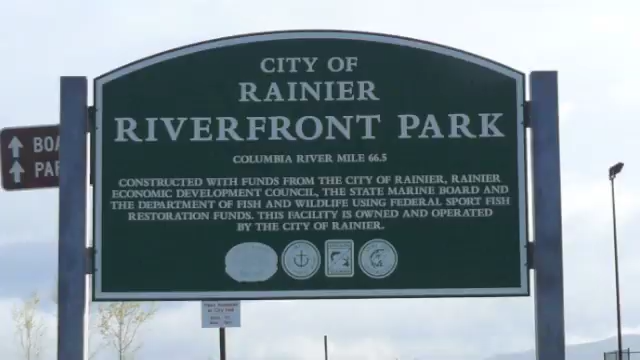 CITY OF
RAINIER
RIVERFRONT PARK
COLUMBIA RIVER MILE 66.5
CONSTRUCTED WITH FUNDS FROM THE CITY OF RAINIER, RAINIER
ECONOMIC DEVELOPMENT COUNCIL, THE STATE MARINE BOARD AND
THE DEPARTMENT OF FISH AND WILDLIFE USING FEDERAL SPORT FISH
RESTORATION FUNDS. THIS FACILITY IS OWNED AND OPERATED
BY THE CITY OF RAINIER.
BOA
PAR